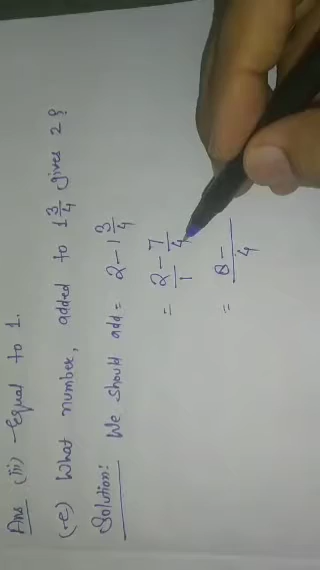 Ans (iii) Equal to 1.
(e) What number, added to 1 3/4 gives 2?
Solution: We should add = 2 - 1 3/4
= 2/1 - 7/4
= 8 - /4